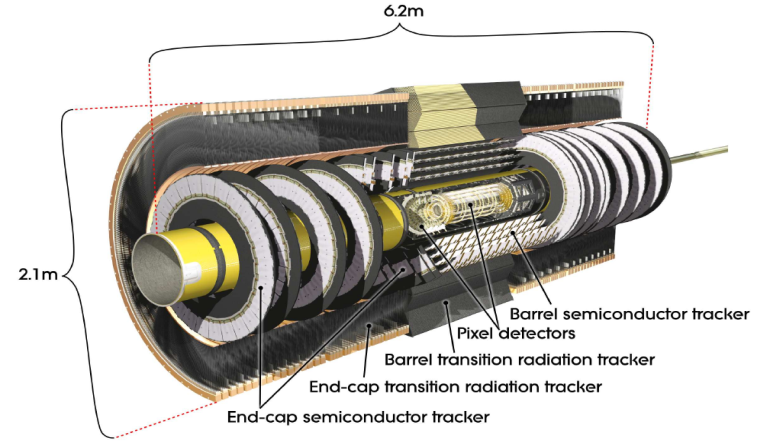 6.2m
2.1m
Barrel semiconductor tracker
Pixel detectors
Barrel transition radiation tracker
End-cap transition radiation tracker
End-cap semiconductor tracker